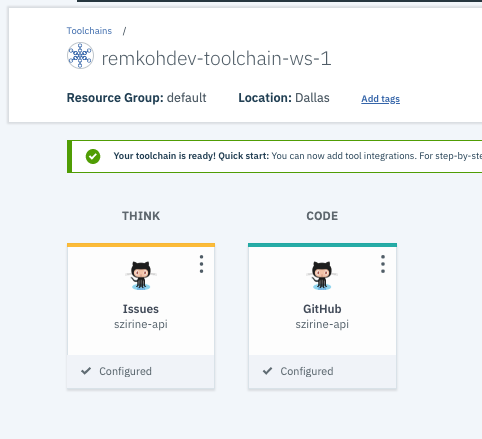 Toolchains /
remkohdev-toolchain-ws-1
Resource Group: default Location: Dallas Add tags
Your toolchain is ready! Quick start: You can now add tool integrations. For step-by-ste
THINK CODE
Issues GitHub
szirine-api szirine-api
Configured Configured